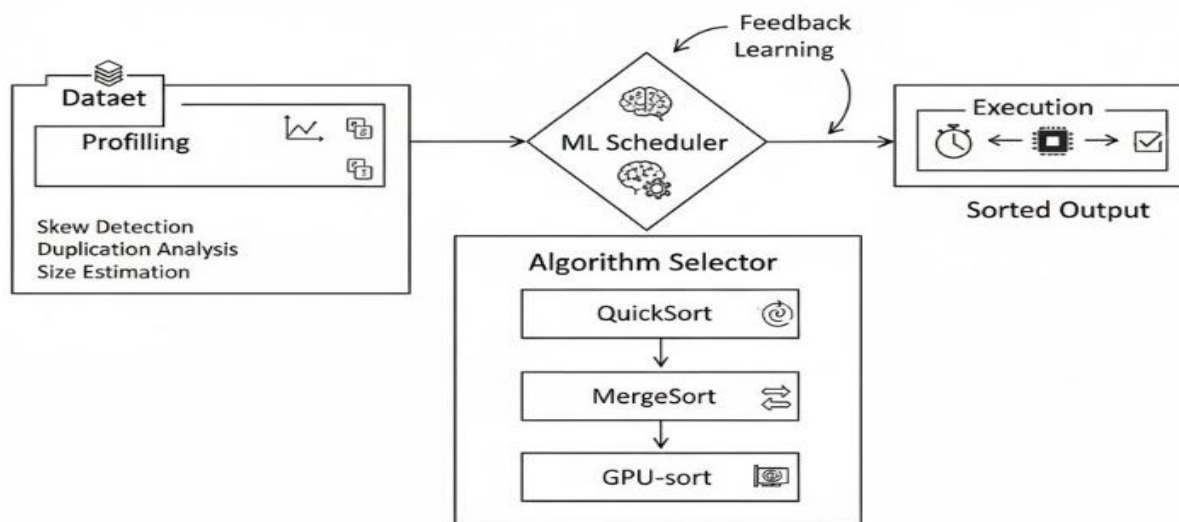 Feedback
Learning
Dataet
Profilling
Skew Detection
Duplication Analysis
Size Estimation
ML Scheduler
Execution
Sorted Output
Algorithm Selector
QuickSort
MergeSort
GPU-sort